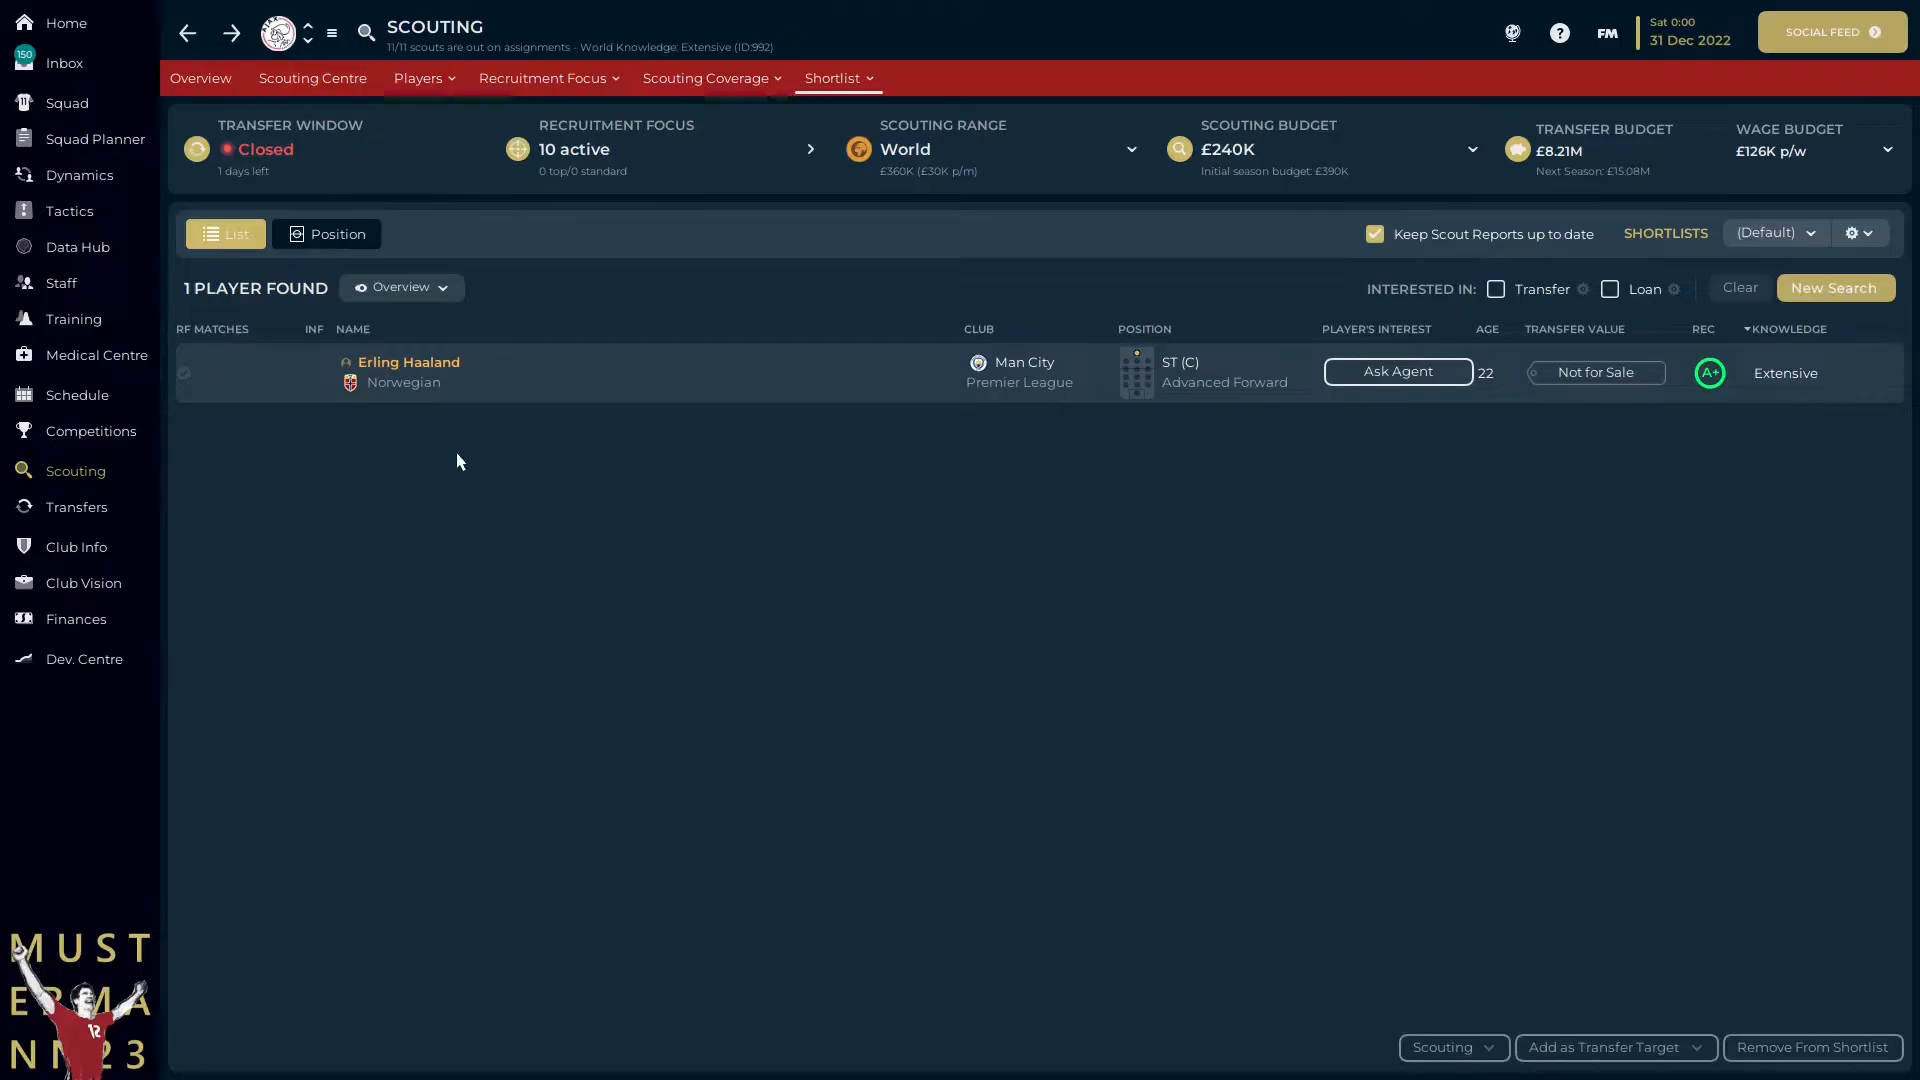 Home
150
Inbox
Squad
Squad Planner
Dynamics
Tactics
Data Hub
Staff
Training
Medical Centre
Schedule
Competitions
Scouting
Transfers
Club Info
Club Vision
Finances
Dev. Centre
MUST
ERMA
NN23
12
AJAX
SCOUTING
11/11 scouts are out on assignments - World Knowledge: Extensive (ID:992)
FM
Sat 0:00
31 Dec 2022
SOCIAL FEED
Overview Scouting Centre Players Recruitment Focus Scouting Coverage Shortlist
TRANSFER WINDOW
Closed
1 days left
RECRUITMENT FOCUS
10 active
0 top/0 standard
SCOUTING RANGE
World
£360K (£30K p/m)
SCOUTING BUDGET
£240K
Initial season budget: £390K
TRANSFER BUDGET
£8.21M
Next Season: £15.08M
WAGE BUDGET
£126K p/w
List Position
Keep Scout Reports up to date SHORTLISTS (Default)
1 PLAYER FOUND Overview
INTERESTED IN: Transfer Loan Clear New Search
RF MATCHES INF NAME CLUB POSITION PLAYER'S INTEREST AGE TRANSFER VALUE REC KNOWLEDGE
Erling Haaland Man City ST (C) Ask Agent 22 Not for Sale A+ Extensive
Norwegian Premier League Advanced Forward
Scouting Add as Transfer Target Remove From Shortlist